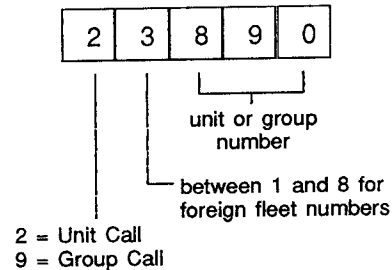 2 3 8 9 0
unit or group
number
between 1 and 8 for
foreign fleet numbers
2 = Unit Call
9 = Group Call